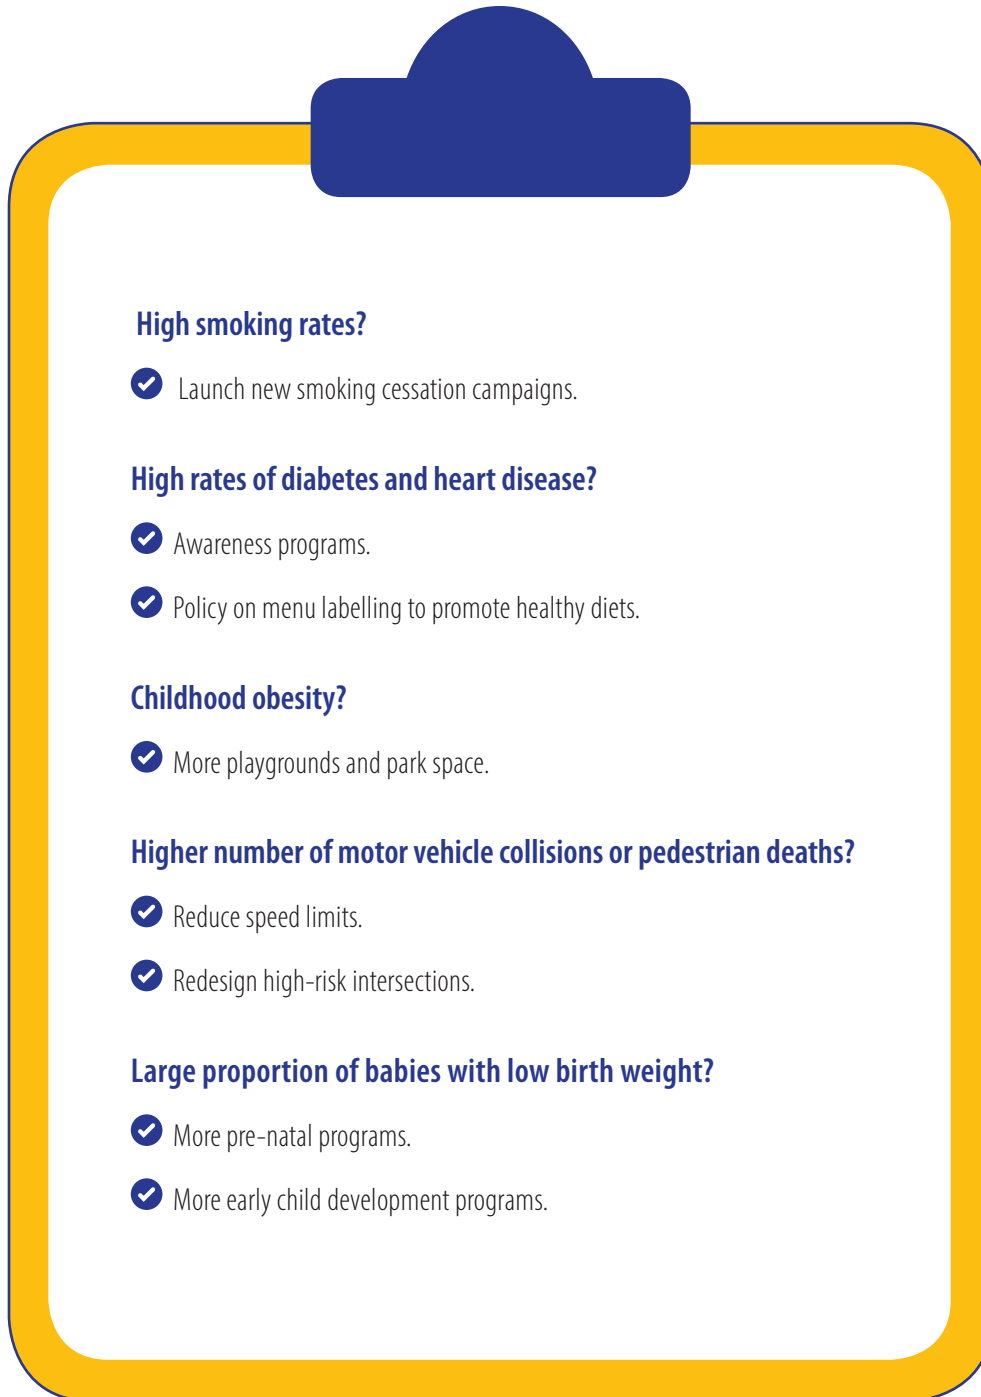 High smoking rates?
Launch new smoking cessation campaigns.
High rates of diabetes and heart disease?
Awareness programs.
Policy on menu labelling to promote healthy diets.
Childhood obesity?
More playgrounds and park space.
Higher number of motor vehicle collisions or pedestrian deaths?
Reduce speed limits.
Redesign high-risk intersections.
Large proportion of babies with low birth weight?
More pre-natal programs.
More early child development programs.